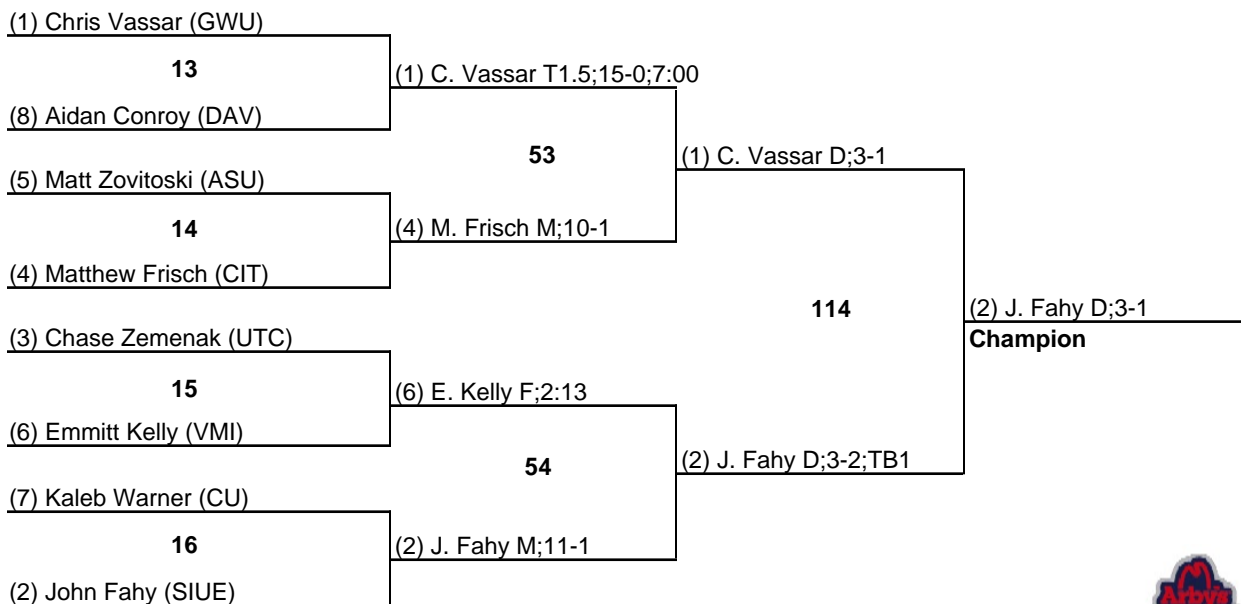 (1) Chris Vassar (GWU)
13
(1) C. Vassar T1.5;15-0;7:00
(8) Aidan Conroy (DAV)
53
(1) C. Vassar D;3-1
(5) Matt Zovitoski (ASU)
14
(4) M. Frisch M;10-1
(4) Matthew Frisch (CIT)
114
(2) J. Fahy D;3-1
Champion
(3) Chase Zemenak (UTC)
15
(6) E. Kelly F;2:13
(6) Emmitt Kelly (VMI)
54
(2) J. Fahy D;3-2;TB1
(7) Kaleb Warner (CU)
16
(2) J. Fahy M;11-1
(2) John Fahy (SIUE)
Arby's